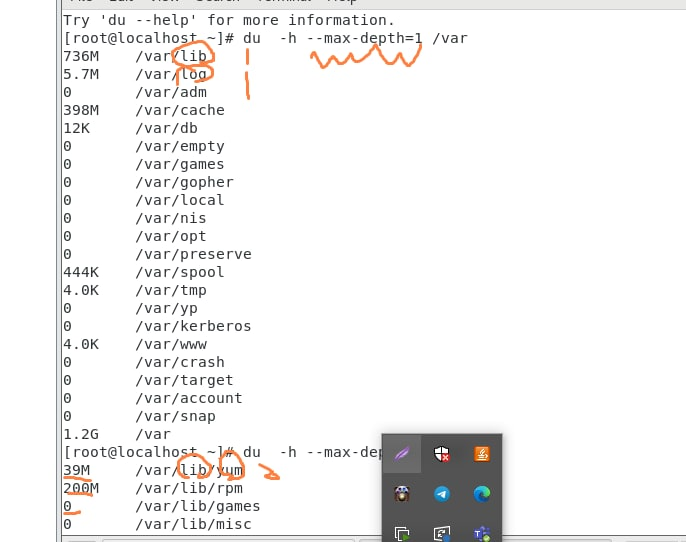 Try 'du --help' for more information.
[root@localhost ~]# du  -h --max-depth=1 /var
736M    /var/lib
5.7M    /var/log
0       /var/adm
398M    /var/cache
12K     /var/db
0       /var/empty
0       /var/games
0       /var/gopher
0       /var/local
0       /var/nis
0       /var/opt
0       /var/preserve
444K    /var/spool
4.0K    /var/tmp
0       /var/yp
0       /var/kerberos
4.0K    /var/www
0       /var/crash
0       /var/target
0       /var/account
0       /var/snap
1.2G    /var
[root@localhost ~]# du  -h --max-dep
39M     /var/lib/yum
200M    /var/lib/rpm
0       /var/lib/games
0       /var/lib/misc